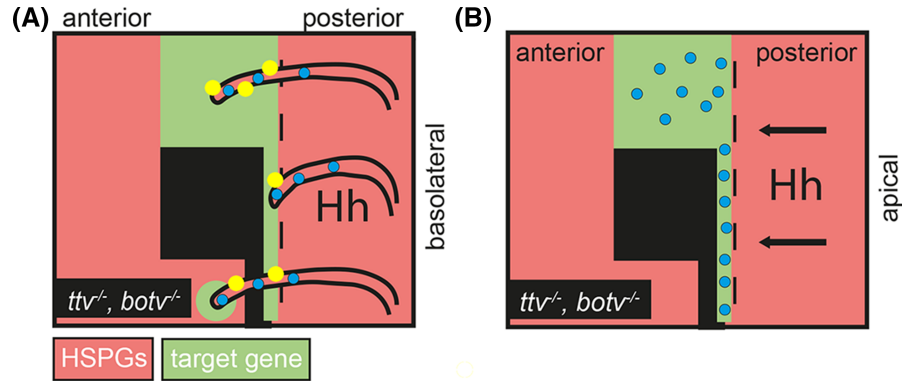 (A)
anterior
posterior
Hh
basolateral
ttv-/-, botv-/-
HSPGs
target gene
(B)
anterior
posterior
Hh
apical
ttv-/-, botv-/-